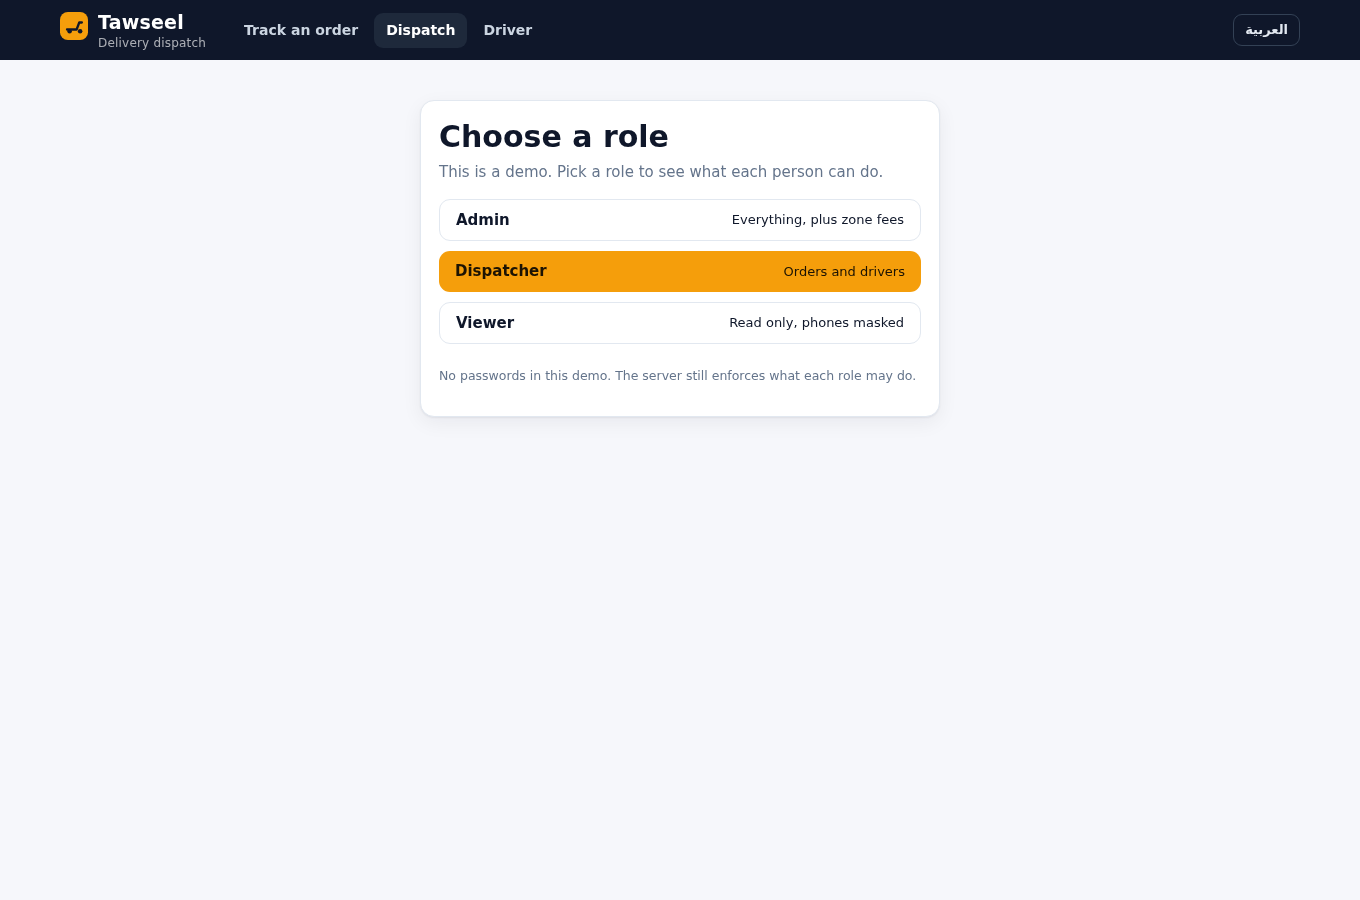 Tawseel
Delivery dispatch
Track an order
Dispatch
Driver
العربية
Choose a role
This is a demo. Pick a role to see what each person can do.
Admin
Everything, plus zone fees
Dispatcher
Orders and drivers
Viewer
Read only, phones masked
No passwords in this demo. The server still enforces what each role may do.